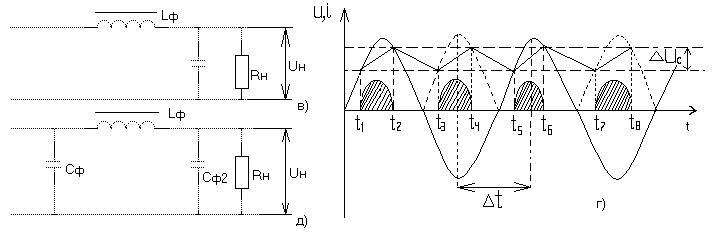 Lф
Rн
Uн
в)
Lф
Cф
Cф2
Rн
Uн
д)
U,i
ΔUc
t1 t2 t3 t4 t5 t6 t7 t8 t
Δt
г)